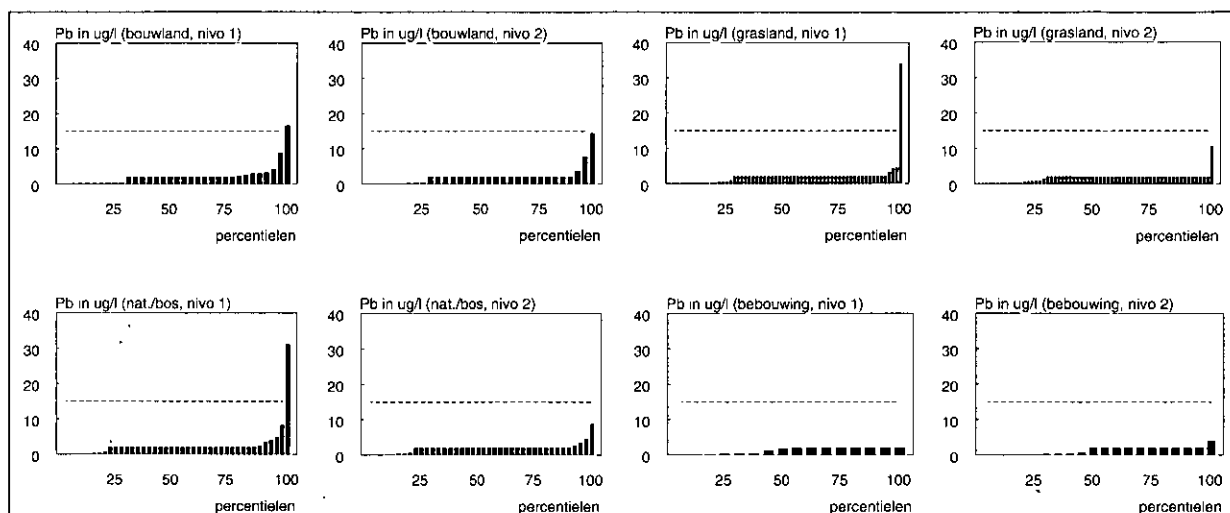 Pb in ug/l (bouwland, nivo 1)
40
30
20
10
0
25 50 75 100
percentielen
Pb in ug/l (bouwland, nivo 2)
40
30
20
10
0
25 50 75 100
percentielen
Pb in ug/l (grasland, nivo 1)
40
30
20
10
0
25 50 75 100
percentielen
Pb in ug/l (grasland, nivo 2)
40
30
20
10
0
25 50 75 100
percentielen
Pb in ug/l (nat./bos, nivo 1)
40
30
20
10
0
25 50 75 100
percentielen
Pb in ug/l (nat./bos, nivo 2)
40
30
20
10
0
25 50 75 100
percentielen
Pb in ug/l (bebouwing, nivo 1)
40
30
20
10
0
25 50 75 100
percentielen
Pb in ug/l (bebouwing, nivo 2)
40
30
20
10
0
25 50 75 100
percentielen